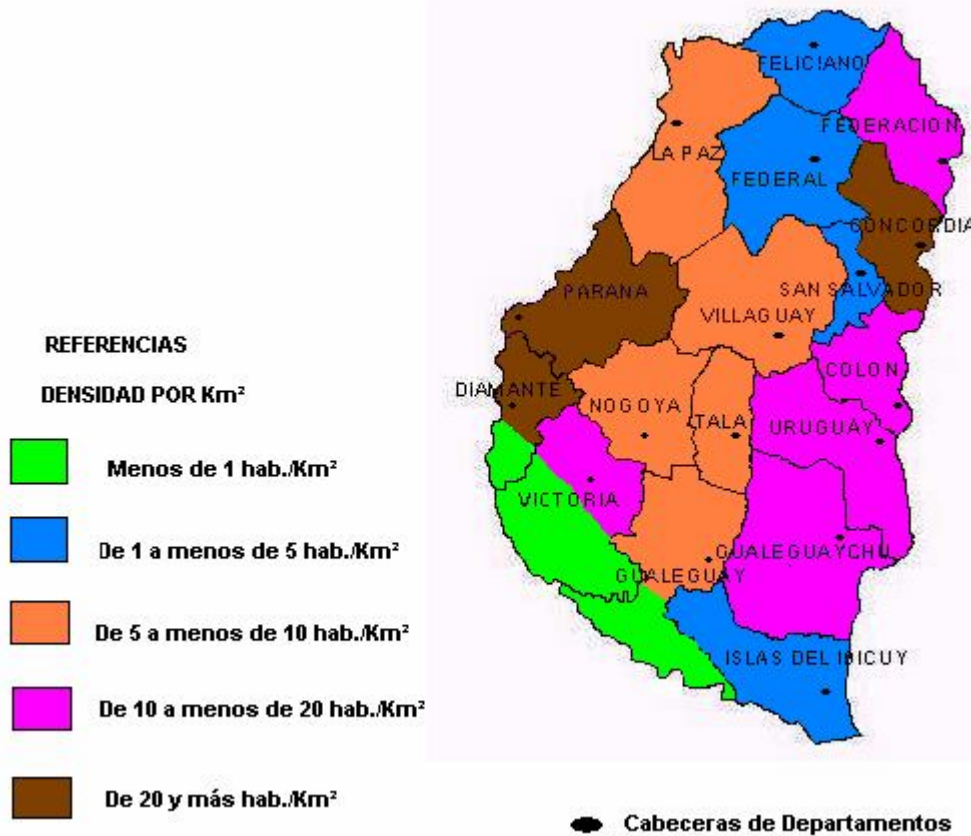 FELICIANO
FEDERACION
LA PAZ
FEDERAL
CONCORDIA
SAN SALVADOR
PARANA
VILLAGUAY
COLON
DIAMANTE
NOGOYA
TALA
URUGUAY
VICTORIA
GUALEGUAYCHU
GUALEGUAY
ISLAS DEL
REFERENCIAS
DENSIDAD POR Km²
Menos de 1 hab./Km²
De 1 a menos de 5 hab./Km²
De 5 a menos de 10 hab./Km²
De 10 a menos de 20 hab./Km²
De 20 y más hab./Km²
Cabeceras de Departamentos